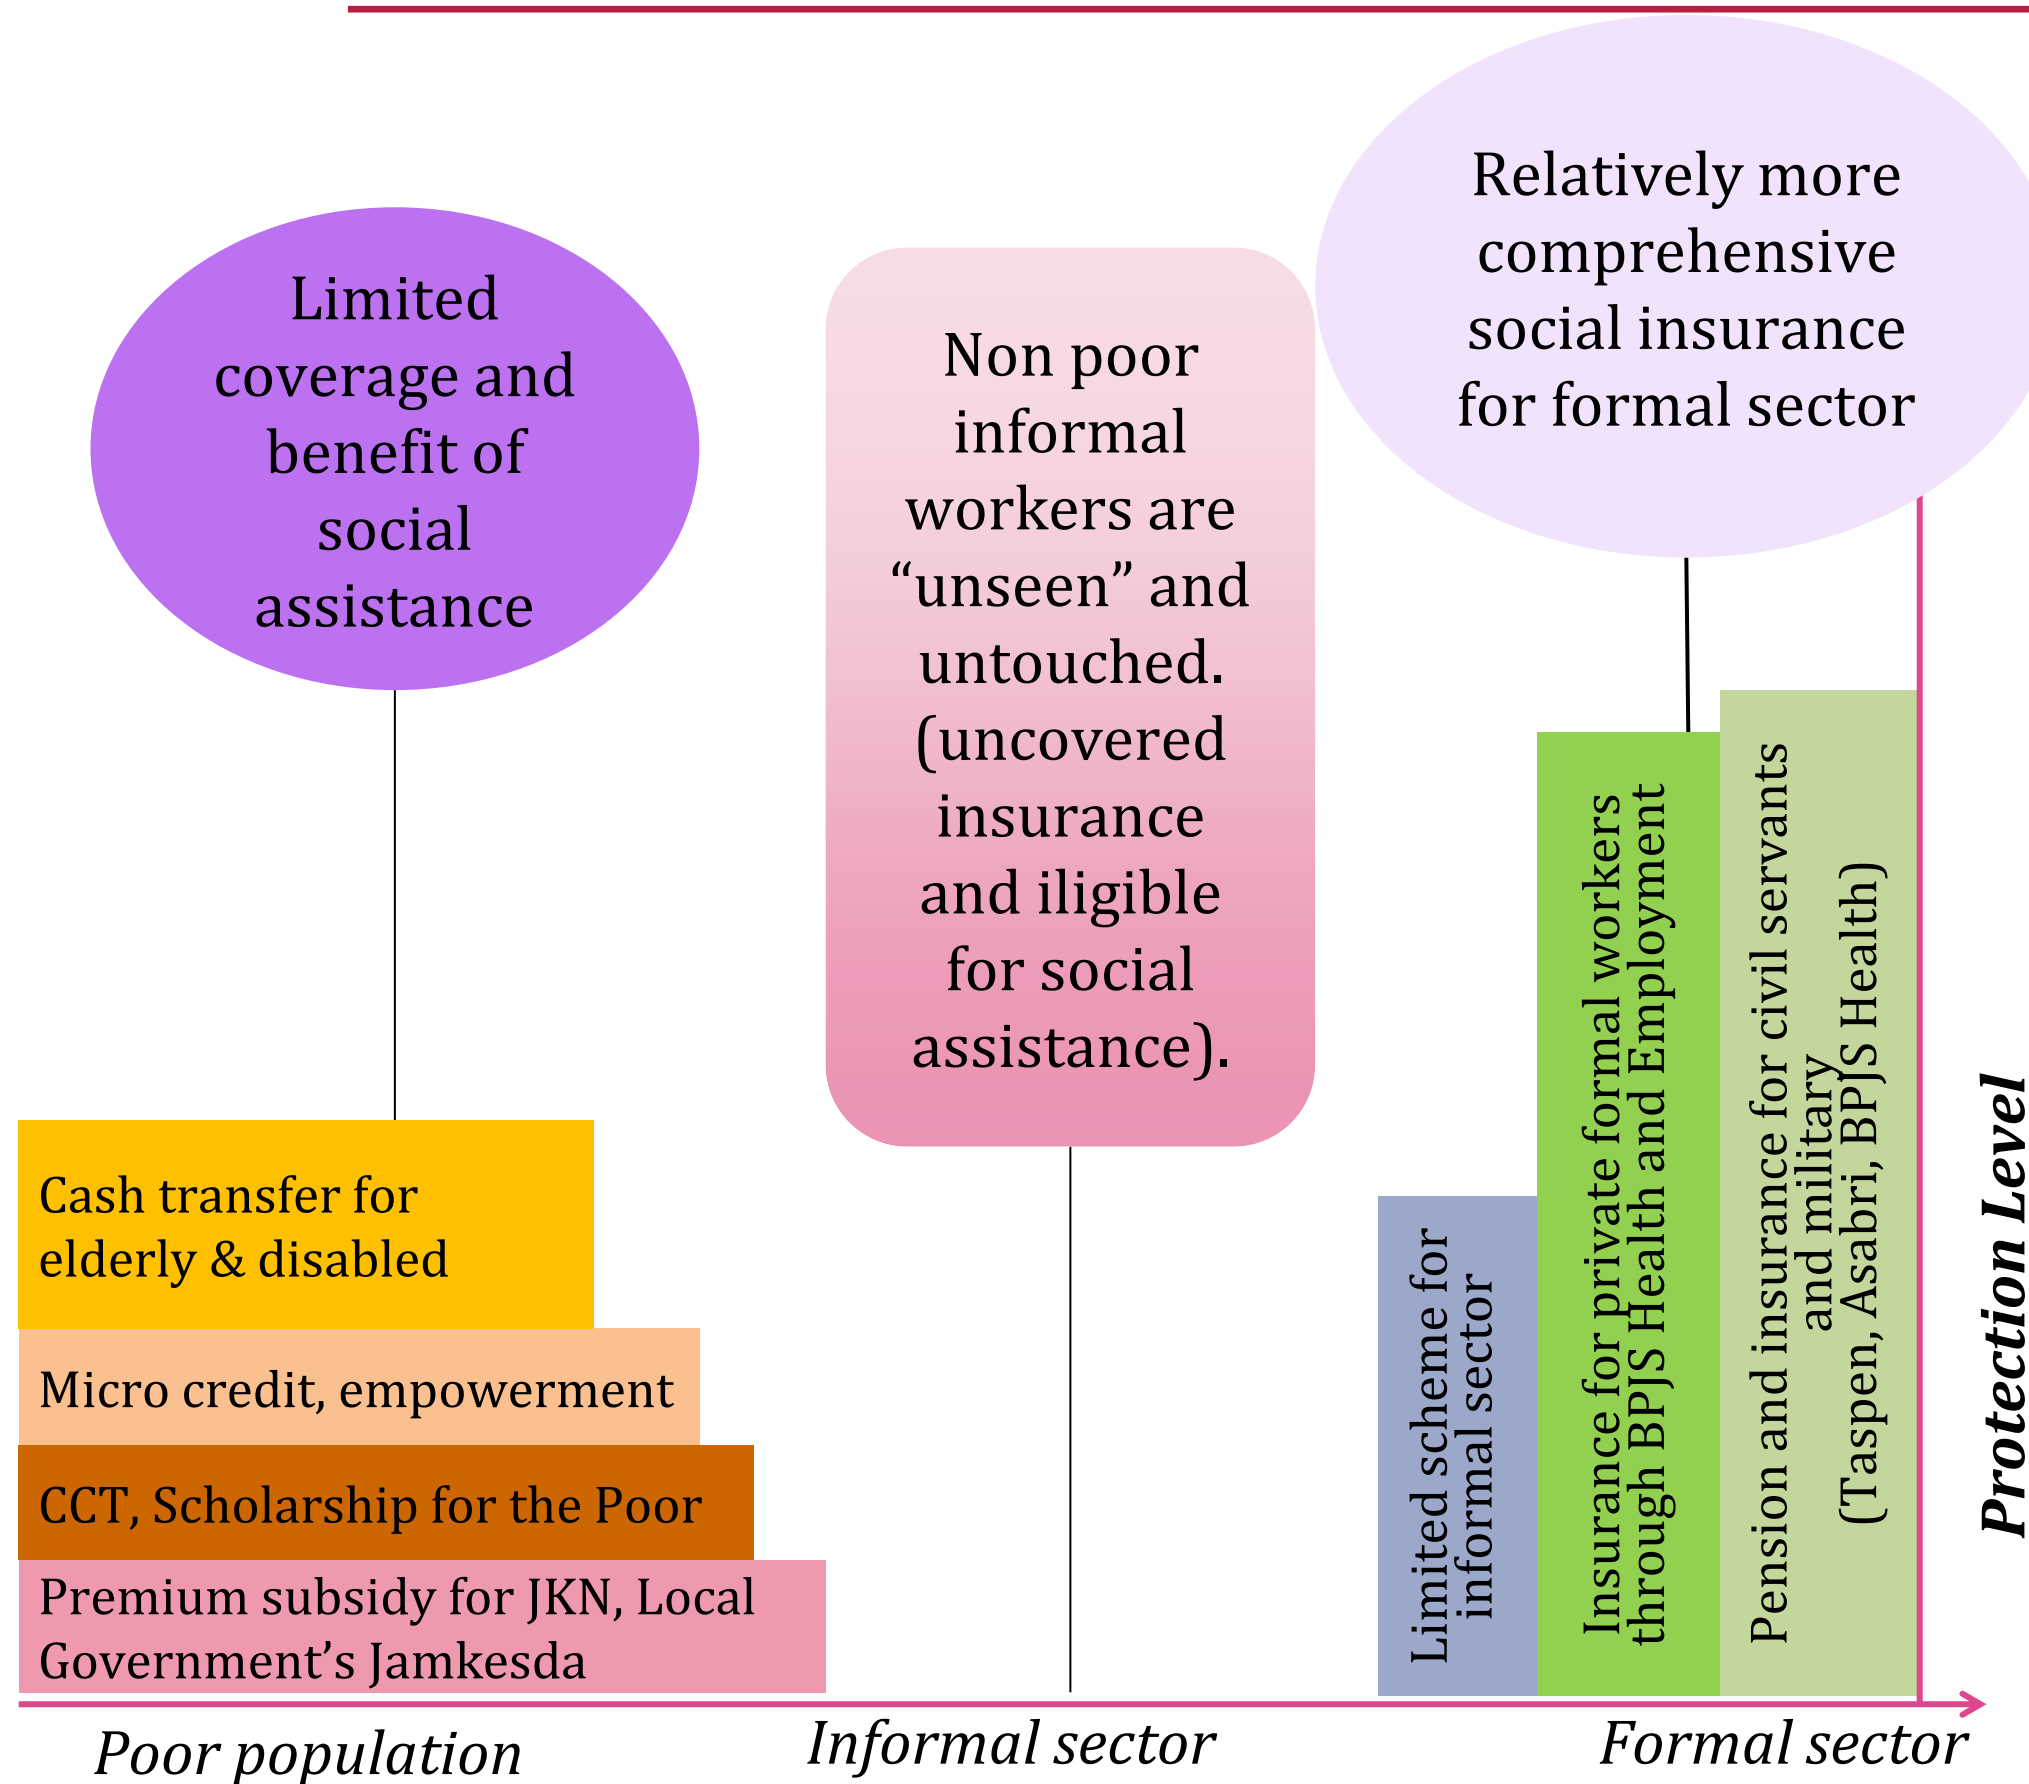 Limited
coverage and
benefit of
social
assistance
Non poor
informal
workers are
“unseen” and
untouched.
(uncovered
insurance
and iligible
for social
assistance).
Relatively more
comprehensive
social insurance
for formal sector
Cash transfer for
elderly & disabled
Micro credit, empowerment
CCT, Scholarship for the Poor
Premium subsidy for JKN, Local
Government’s Jamkesda
Limited scheme for
informal sector
Insurance for private formal workers
through BPJS Health and Employment
Pension and insurance for civil servants
and military
(Taspen, Asabri, BPJS Health)
Protection Level
Poor population
Informal sector
Formal sector